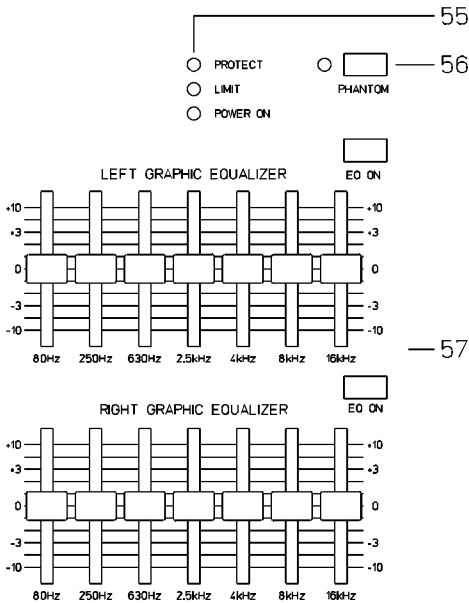 55
PROTECT
56
LIMIT
PHANTOM
POWER ON
LEFT GRAPHIC EQUALIZER
EQ ON
+10 +10
+3 +3
0 0
-3 -3
-10 -10
80Hz 250Hz 630Hz 2.5kHz 4kHz 8kHz 16kHz
57
RIGHT GRAPHIC EQUALIZER
EQ ON
+10 +10
+3 +3
0 0
-3 -3
-10 -10
80Hz 250Hz 630Hz 2.5kHz 4kHz 8kHz 16kHz